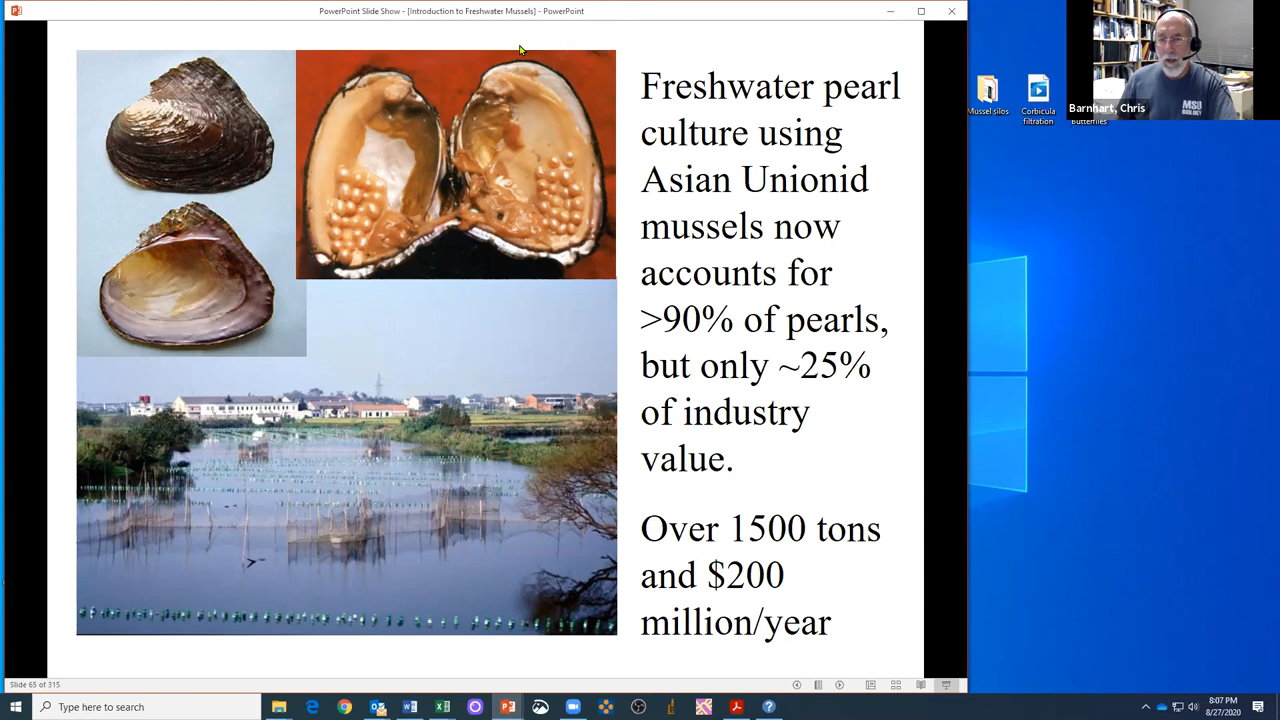 PowerPoint Slide Show - [Introduction to Freshwater Mussels] - PowerPoint
Freshwater pearl
culture using
Asian Unionid
mussels now
accounts for
>90% of pearls,
but only ~25%
of industry
value.
Over 1500 tons
and $200
million/year
Barnhart, Chris
MSU
BIOLOGY
Mussel silos
Corbicula
filtration
Butterflies
Slide 65 of 315
Type here to search
8:07 PM
8/27/2020